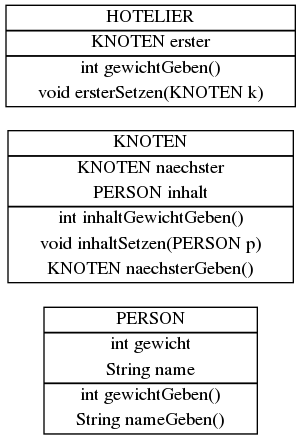 HOTELIER
KNOTEN erster
int gewichtGeben()
void ersterSetzen(KNOTEN k)
KNOTEN
KNOTEN naechster
PERSON inhalt
int inhaltGewichtGeben()
void inhaltSetzen(PERSON p)
KNOTEN naechsterGeben()
PERSON
int gewicht
String name
int gewichtGeben()
String nameGeben()